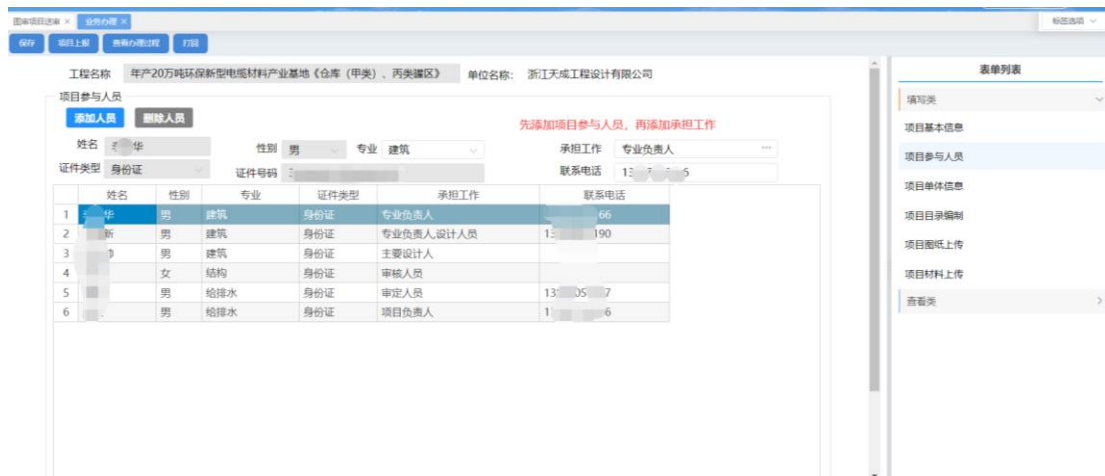 图审项目送审 × 业务办理 × 标签选项
保存 项目上报 查看办理过程 打回
工程名称 年产20万吨环保新型电缆材料产业基地《仓库（甲类）、丙类罐区》 单位名称： 浙江天成工程设计有限公司
项目参与人员
添加人员 删除人员
先添加项目参与人员，再添加承担工作
姓名 华 性别 男 专业 建筑 承担工作 专业负责人 ···
证件类型 身份证 证件号码 3 联系电话 13 6
姓名 性别 专业 证件类型 承担工作 联系电话
1 华 男 建筑 身份证 专业负责人 66
2 新 男 建筑 身份证 专业负责人,设计人员 13 190
3 男 建筑 身份证 主要设计人
4 女 结构 身份证 审核人员
5 男 给排水 身份证 审定人员 13 05 7
6 男 给排水 身份证 项目负责人 1 6
表单列表
填写类
项目基本信息
项目参与人员
项目单体信息
项目目录编制
项目图纸上传
项目材料上传
查看类